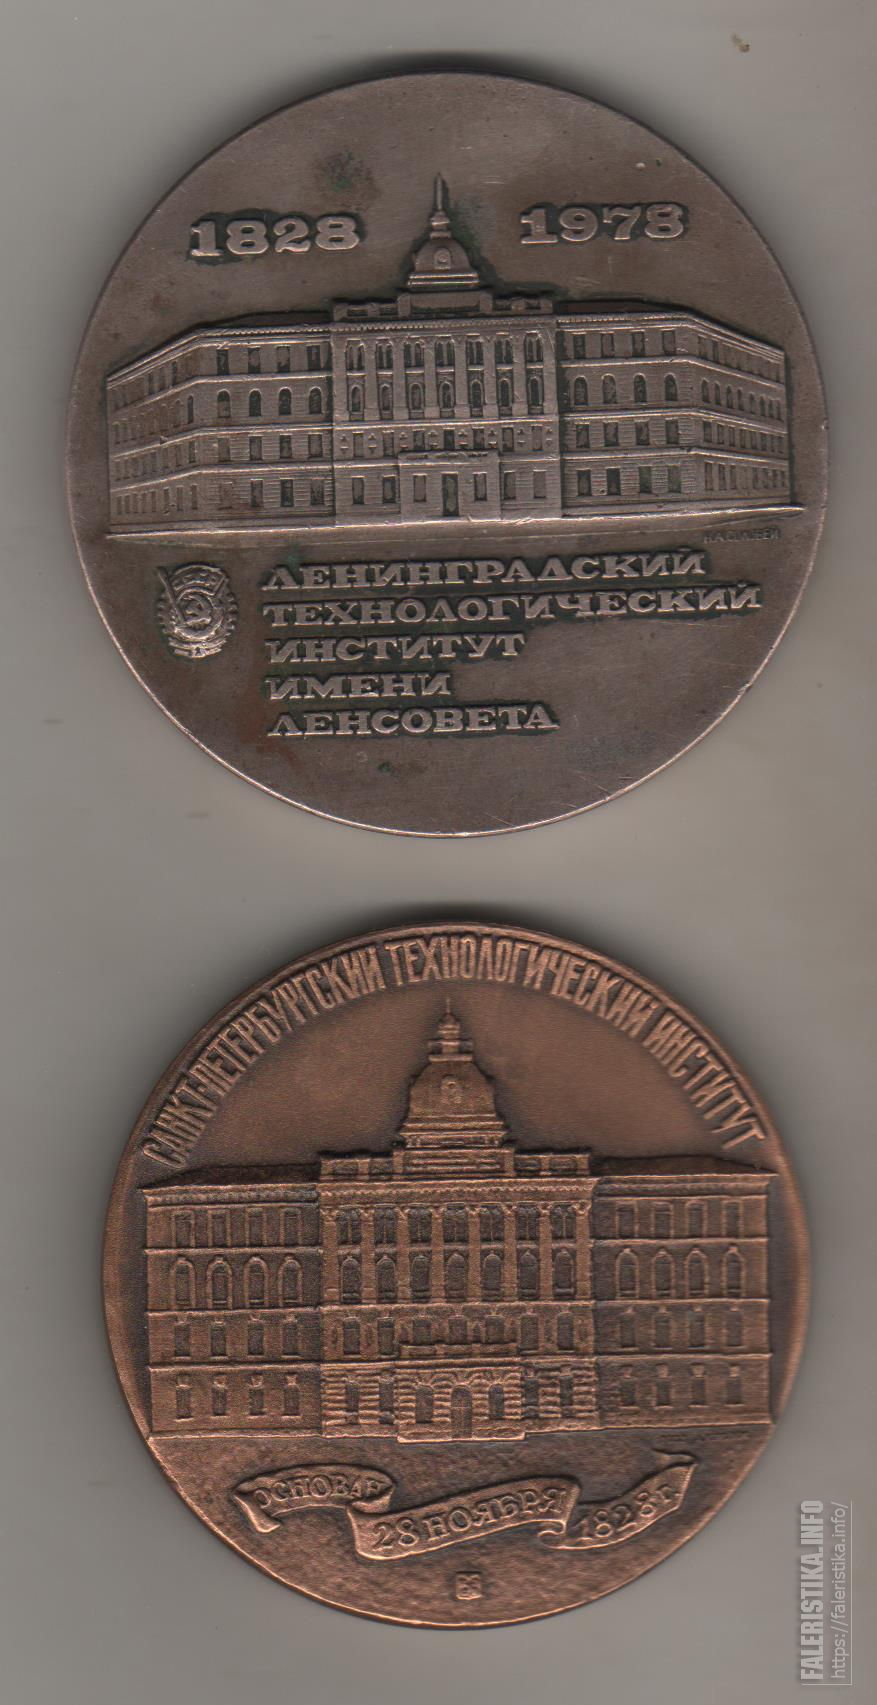 1828 1978
Н.А.СОЛОВЕЙ
ЛЕНИНГРАДСКИЙ
ТЕХНОЛОГИЧЕСКИЙ
ИНСТИТУТ
ИМЕНИ
ЛЕНСОВЕТА
САНКТ-ПЕТЕРБУРГСКИЙ ТЕХНОЛОГИЧЕСКИЙ ИНСТИТУТ
ОСНОВАН
28 НОЯБРЯ
1828 г.
FALERISTIKA.INFO
https://faleristika.info/